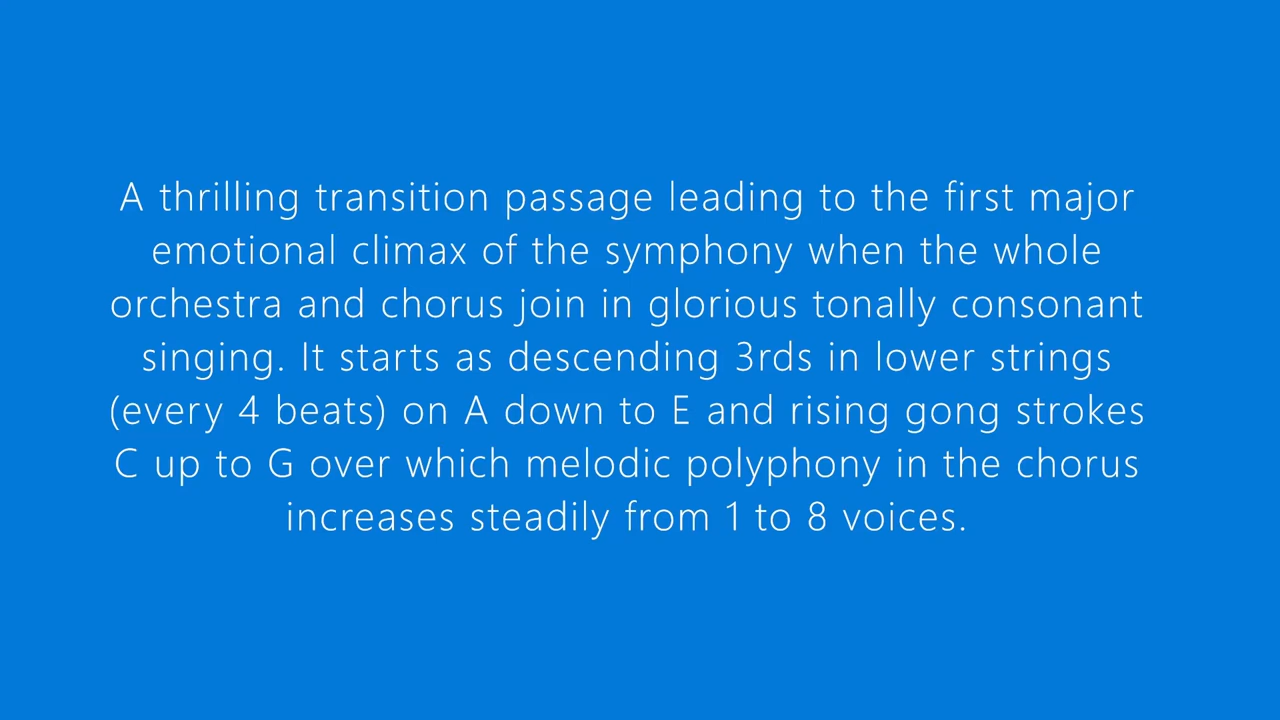 A thrilling transition passage leading to the first major
emotional climax of the symphony when the whole
orchestra and chorus join in glorious tonally consonant
singing. It starts as descending 3rds in lower strings
(every 4 beats) on A down to E and rising gong strokes
C up to G over which melodic polyphony in the chorus
increases steadily from 1 to 8 voices.